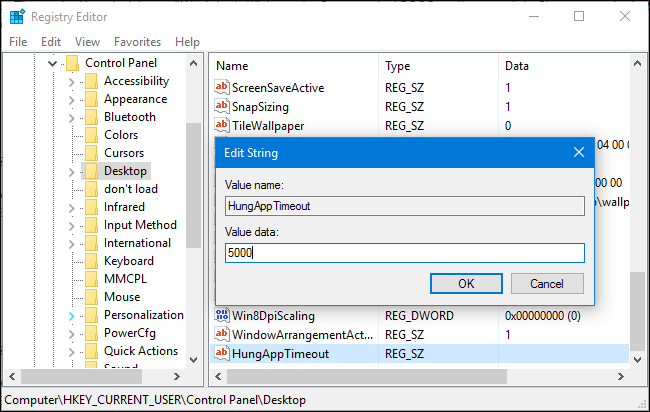 Registry Editor
File Edit View Favorites Help
Control Panel
Accessibility
Appearance
Bluetooth
Colors
Cursors
Desktop
don't load
Infrared
Input Method
International
Keyboard
MMCPL
Mouse
Personalization
PowerCfg
Quick Actions
Sound
Name Type Data
ScreenSaveActive REG_SZ 1
SnapSizing REG_SZ 1
TileWallpaper REG_SZ 0
04 00 0
Edit String
00 00
Value name:
HungAppTimeout
\wallp
Value data:
5000
OK Cancel
Win8DpiScaling REG_DWORD 0x00000000 (0)
WindowArrangementAct... REG_SZ 1
HungAppTimeout REG_SZ
Computer\HKEY_CURRENT_USER\Control Panel\Desktop